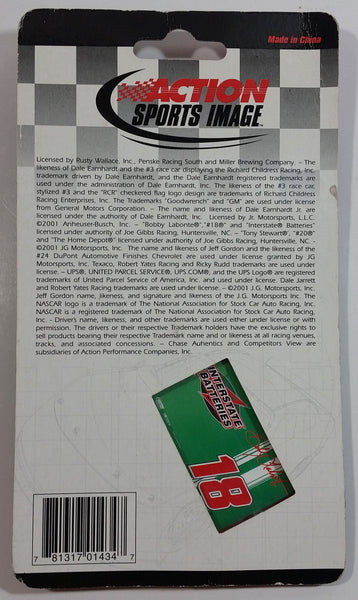 Made in China
ACTION
SPORTS IMAGE
Licensed by Rusty Wallace, Inc., Penske Racing South and Miller Brewing Company. – The
likeness of Dale Earnhardt and the #3 race car displaying the Richard Childress Racing, Inc.
trademark driven by Dale Earnhardt, and the Dale Earnhardt registered trademarks are
used under the administration of Dale Earnhardt, Inc. The likeness of the #3 race car,
stylized #3 and the "RCR" checkered flag logo design are trademarks of Richard Childress
Racing Enterprises, Inc. The Trademarks "Goodwrench" and "GM" are used under license
from General Motors Corporation. – The name and likeness of Dale Earnhardt Jr. are
licensed under the authority of Dale Earnhardt, Inc. Licensed by Jr. Motorsports, L.L.C.
©2001 Anheuser-Busch, Inc. – "Bobby Labonte®","#18®" and "Interstate® Batteries"
licensed under authority of Joe Gibbs Racing, Huntersville, NC. – "Tony Stewart®, "#20®"
and "The Home Depot® licensed under authority of Joe Gibbs Racing, Huntersville, NC. -
©2001 JG Motorsports, Inc. The name and likeness of Jeff Gordon and the likeness of the
#24 DuPont Automotive Finishes Chevrolet are used under license granted by JG
Motorsports, Inc. Texaco, Robert Yates Racing and Ricky Rudd trademarks are used under
license. – UPS®, UNITED PARCEL SERVICE®, UPS.COM®, and the UPS Logo® are registered
trademarks of United Parcel Service of America, Inc. and used under license. Dale Jarrett
and Robert Yates Racing trademarks are used under license. –©2001 J.G. Motorsports, Inc.
Jeff Gordon name, likeness, and signature and likeness of the J.G. Motorsports Inc. The
NASCAR logo is a trademark of The National Association for Stock Car Auto Racing, Inc.
NASCAR is a registered trademark of The National Association for Stock Car Auto Racing,
Inc. - Driver's name, likeness, and other trademarks are used either under license or with
permission. The drivers or their respective Trademark holders have the exclusive rights to
sell products bearing their respective Trademark name and or likeness at all racing venues,
tracks, and associated concessions. – Chase Auhentics and Competitors View are
subsidiaries of Action Performance Companies, Inc.
INTERSTATE
BATTERIES
18
7 81317 01434 7